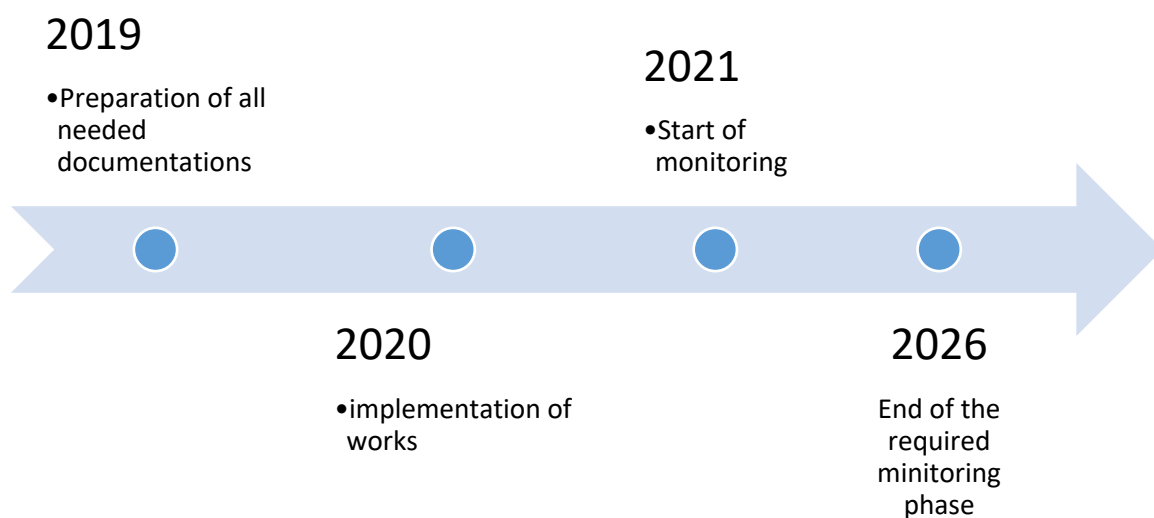 2019
•Preparation of all
needed
documentations
2020
•implementation of
works
2021
•Start of
monitoring
2026
End of the
required
minitoring
phase